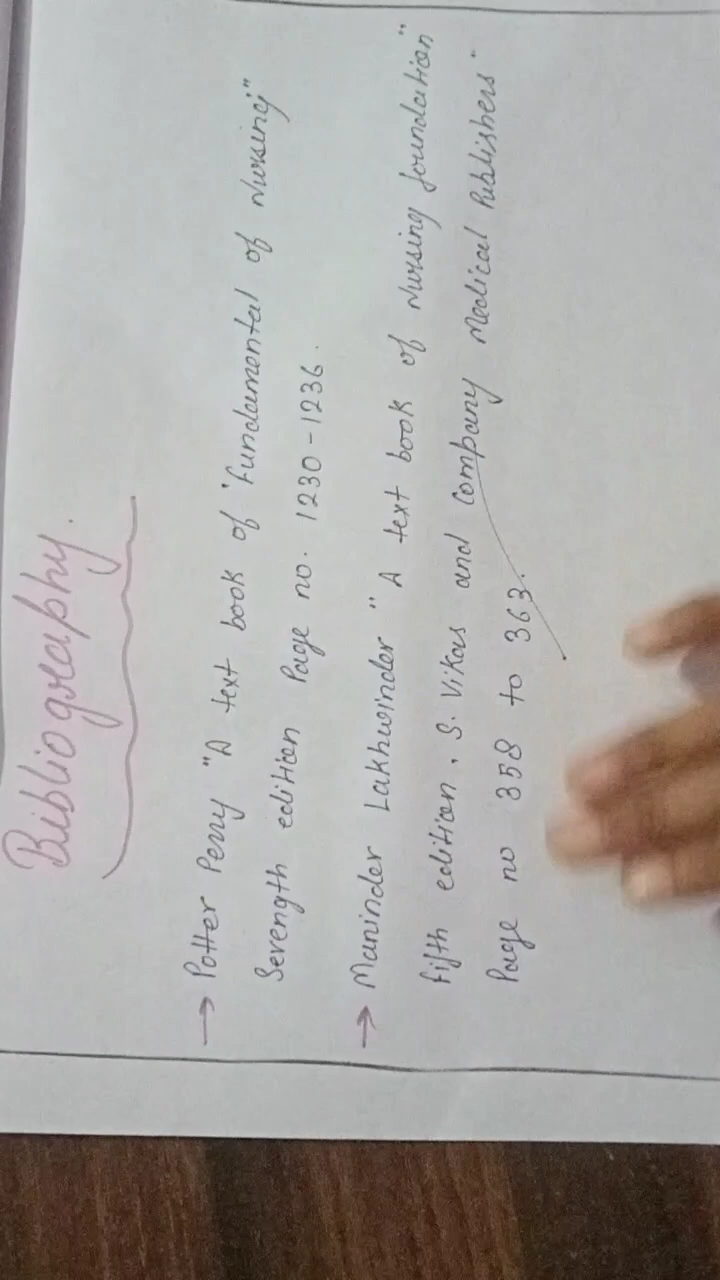 Bibliography.
→ Potter Perry "A text book of 'fundamental of Nursing"
Sevength edition Page no. 1230-1236.
→ Maninder Lakhwinder "A text book of Nursing foundation"
fifth edition, S. Vikas and Company Medical Publishers"
Page no 358 to 363.